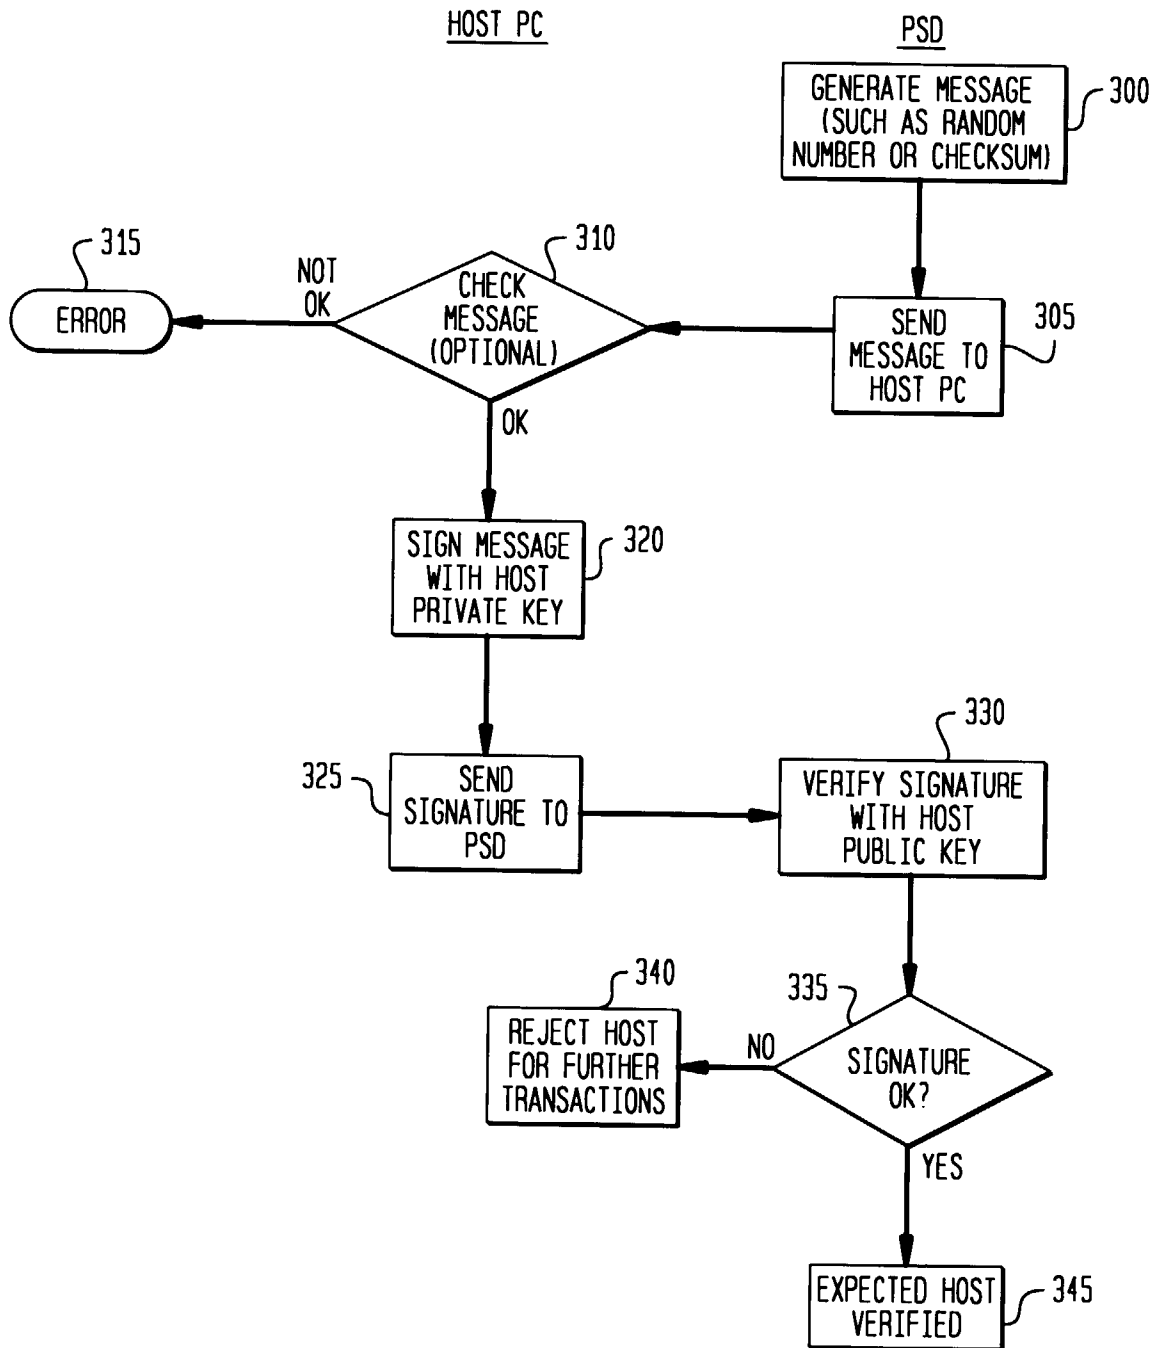 HOST PC
PSD
GENERATE MESSAGE
(SUCH AS RANDOM
NUMBER OR CHECKSUM)
300
315
ERROR
NOT
OK
310
CHECK
MESSAGE
(OPTIONAL)
OK
SEND
MESSAGE TO
HOST PC
305
SIGN MESSAGE
WITH HOST
PRIVATE KEY
320
325
SEND
SIGNATURE TO
PSD
330
VERIFY SIGNATURE
WITH HOST
PUBLIC KEY
340
REJECT HOST
FOR FURTHER
TRANSACTIONS
NO
335
SIGNATURE
OK?
YES
EXPECTED HOST
VERIFIED
345